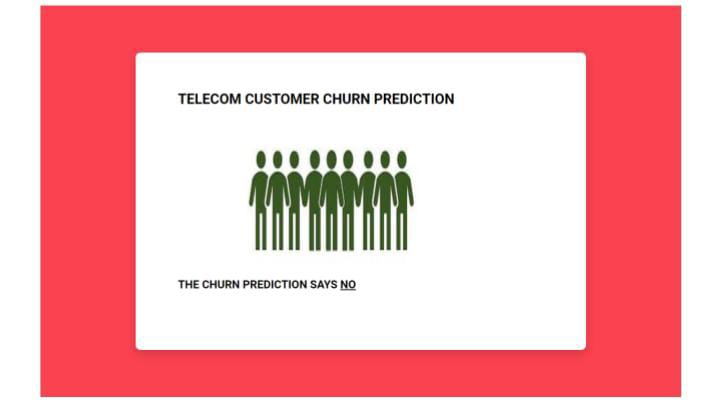 TELECOM CUSTOMER CHURN PREDICTION
THE CHURN PREDICTION SAYS NO